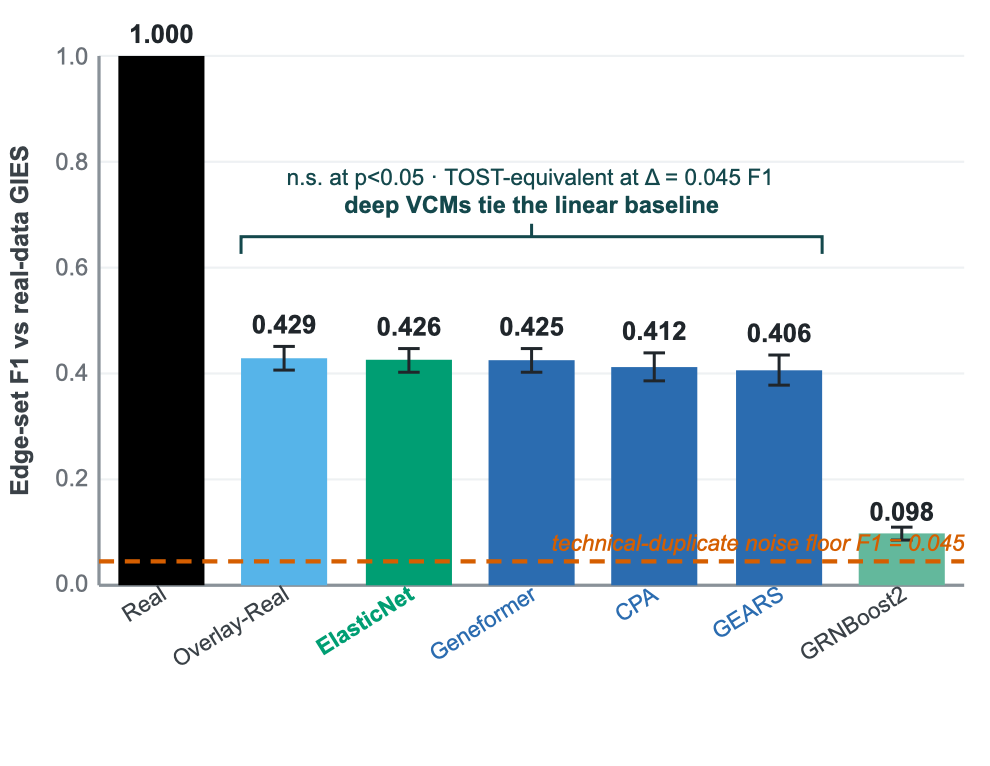 1.000
1.0
0.8
0.6
0.4
0.2
0.0
Edge-set F1 vs real-data GIES
n.s. at p<0.05 · TOST-equivalent at Δ = 0.045 F1
deep VCMs tie the linear baseline
0.429
0.426
0.425
0.412
0.406
0.098
technical-duplicate noise floor F1 = 0.045
Real
Overlay-Real
ElasticNet
Geneformer
CPA
GEARS
GRNBoost2